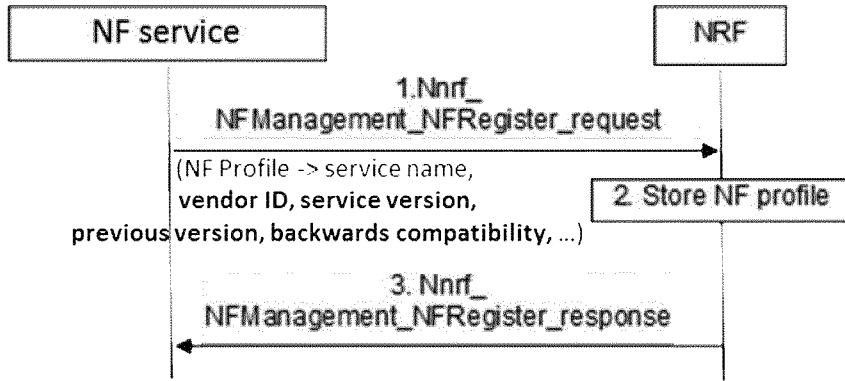 NF service
NRF
1.Nnrf_
NFManagement_NFRegister_request
(NF Profile -> service name,
vendor ID, service version,
previous version, backwards compatibility, ...)
2. Store NF profile
3. Nnrf_
NFManagement_NFRegister_response